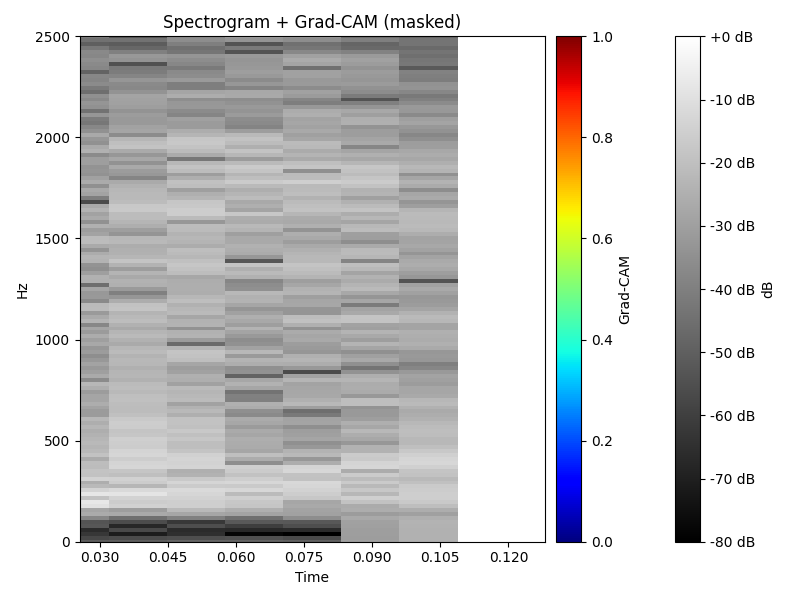 Spectrogram + Grad-CAM (masked)
2500
2000
1500
1000
500
0
Hz
0.030 0.045 0.060 0.075 0.090 0.105 0.120
Time
1.0
0.8
0.6
0.4
0.2
0.0
Grad-CAM
+0 dB
-10 dB
-20 dB
-30 dB
-40 dB
-50 dB
-60 dB
-70 dB
-80 dB
dB